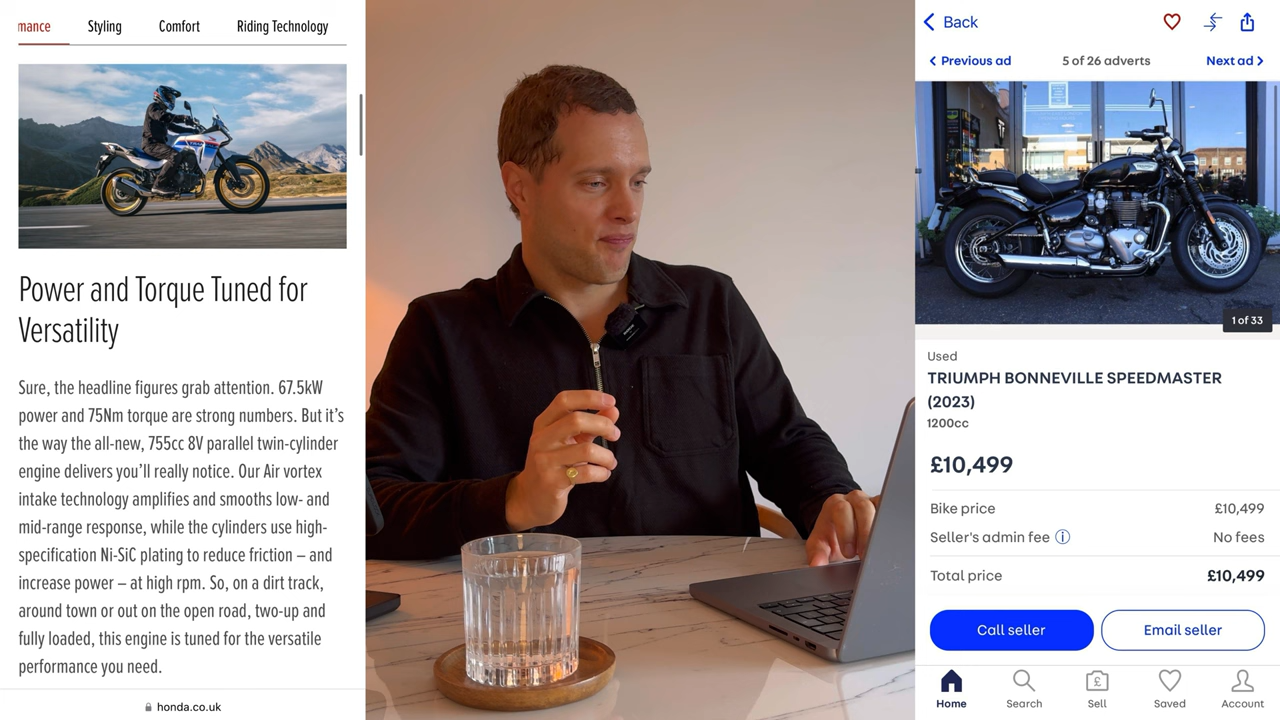 mance Styling Comfort Riding Technology
Power and Torque Tuned for
Versatility
Sure, the headline figures grab attention. 67.5kW
power and 75Nm torque are strong numbers. But it's
the way the all-new, 755cc 8V parallel twin-cylinder
engine delivers you'll really notice. Our Air vortex
intake technology amplifies and smooths low- and
mid-range response, while the cylinders use high-
specification Ni-SiC plating to reduce friction – and
increase power – at high rpm. So, on a dirt track,
around town or out on the open road, two-up and
fully loaded, this engine is tuned for the versatile
performance you need.
honda.co.uk
Back
Previous ad 5 of 26 adverts Next ad
1 of 33
Used
TRIUMPH BONNEVILLE SPEEDMASTER
(2023)
1200cc
£10,499
Bike price £10,499
Seller's admin fee No fees
Total price £10,499
Call seller Email seller
Home Search Sell Saved Account